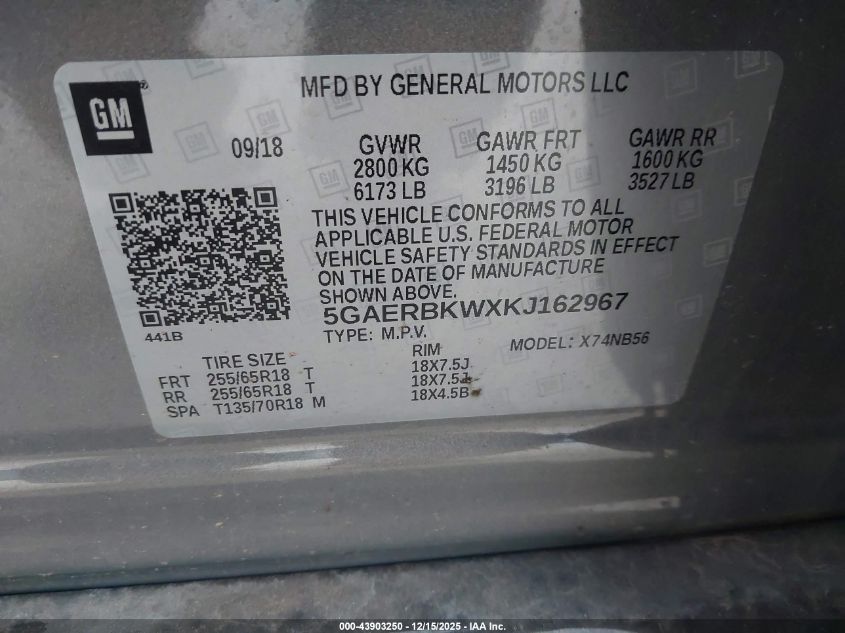 GM
MFD BY GENERAL MOTORS LLC
09/18
GVWR GAWR FRT GAWR RR
2800 KG 1450 KG 1600 KG
6173 LB 3196 LB 3527 LB
THIS VEHICLE CONFORMS TO ALL
APPLICABLE U.S. FEDERAL MOTOR
VEHICLE SAFETY STANDARDS IN EFFECT
ON THE DATE OF MANUFACTURE
SHOWN ABOVE.
5GAERBKWXKJ162967
441B
TYPE: M.P.V. MODEL: X74NB56
TIRE SIZE RIM
FRT 255/65R18 T 18X7.5J
RR 255/65R18 T 18X7.5J
SPA T135/70R18 M 18X4.5B
000-43903250 - 12/15/2025 - IAA Inc.